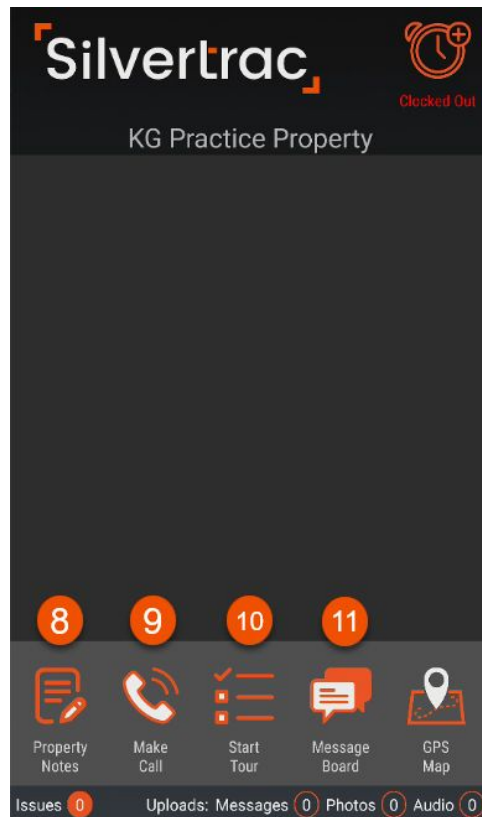 Silvertrac
Clocked Out
KG Practice Property
8 9 10 11
Property Notes
Make Call
Start Tour
Message Board
GPS Map
Issues 0 Uploads: Messages 0 Photos 0 Audio 0